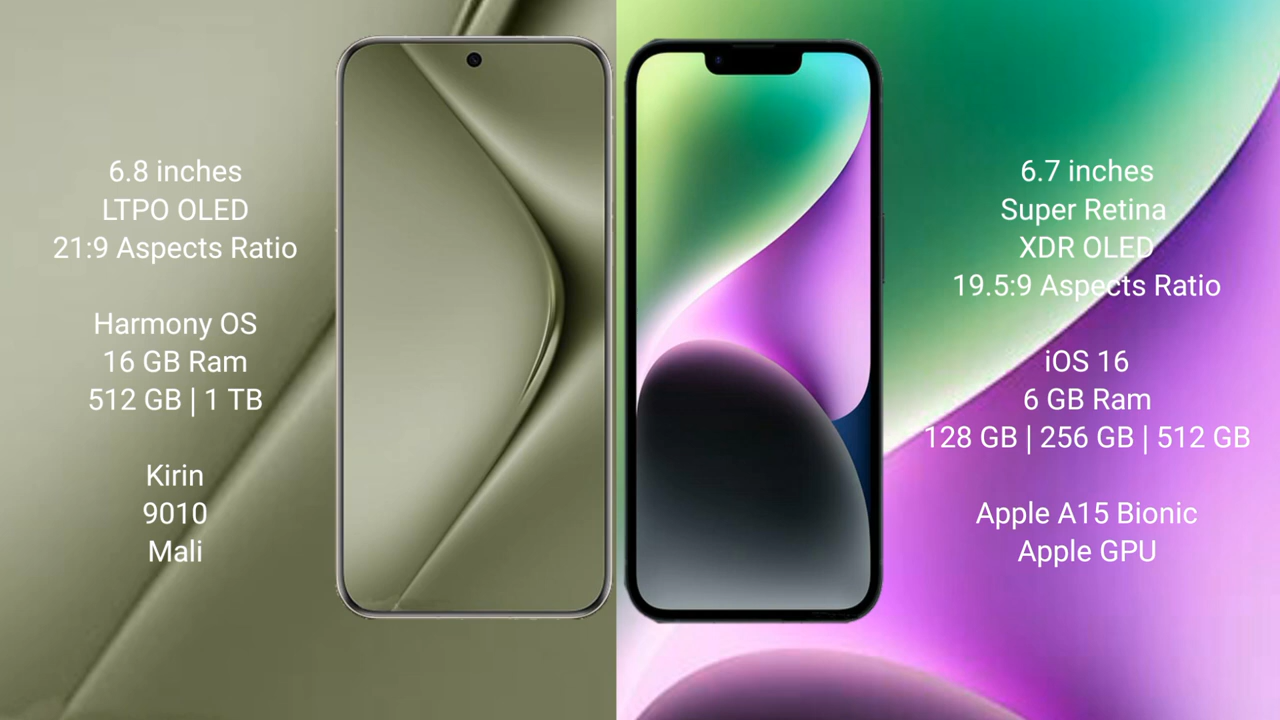 6.8 inches
LTPO OLED
21:9 Aspects Ratio
Harmony OS
16 GB Ram
512 GB | 1 TB
Kirin
9010
Mali
6.7 inches
Super Retina
XDR OLED
19.5:9 Aspects Ratio
iOS 16
6 GB Ram
128 GB | 256 GB | 512 GB
Apple A15 Bionic
Apple GPU